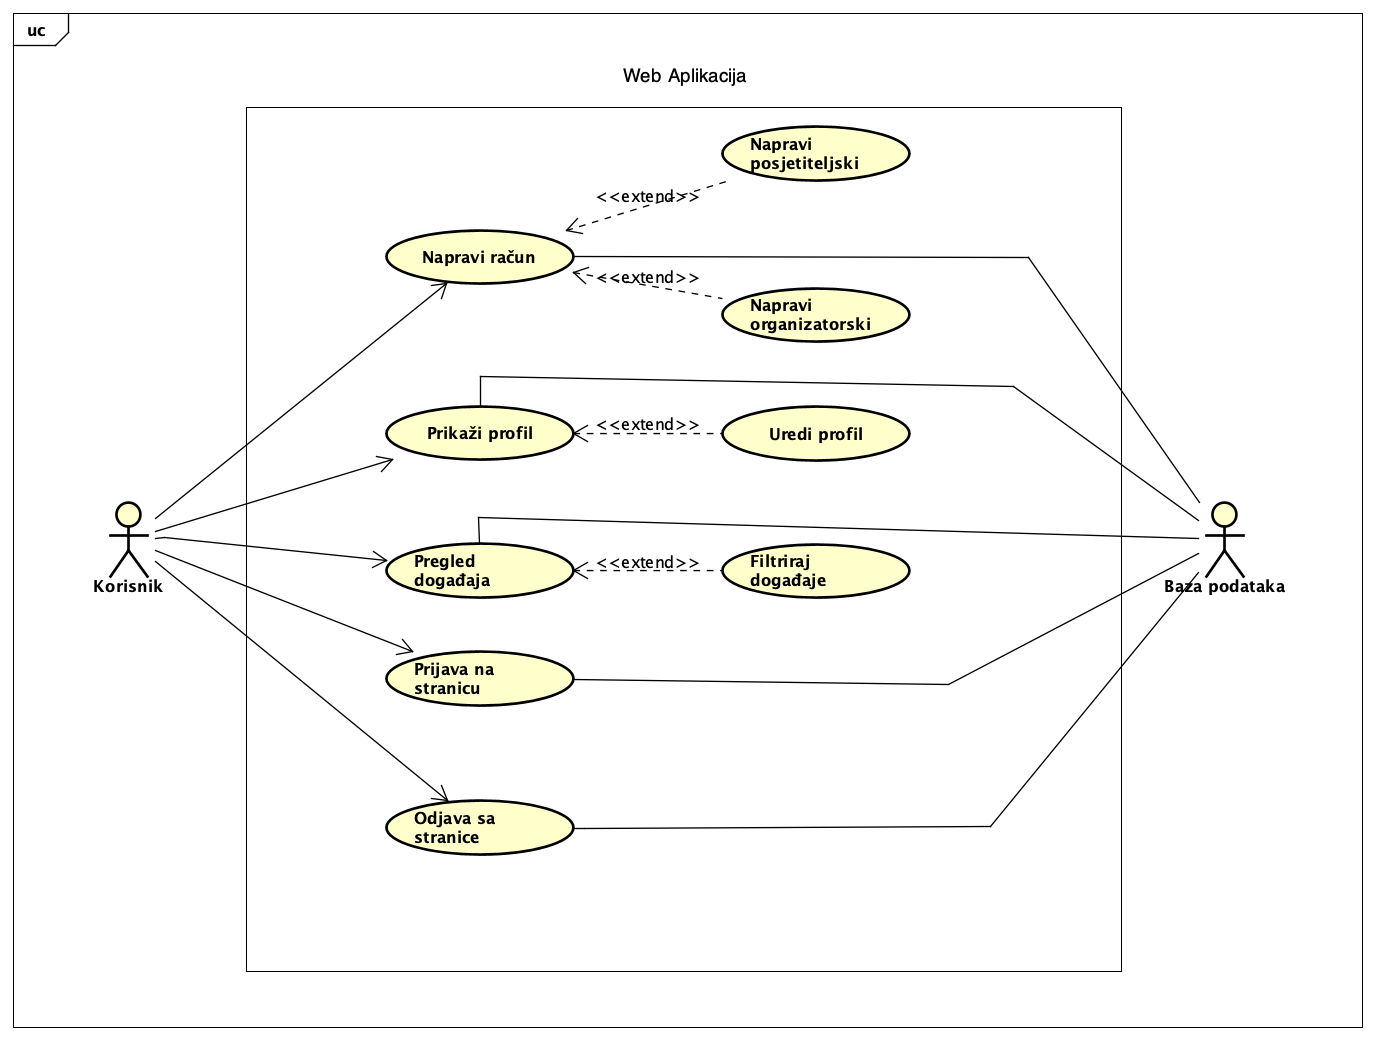 uc
Web Aplikacija
Napravi
posjetiteljski
<<extend>>
Napravi račun
<<extend>>
Napravi
organizatorski
<<extend>>
Prikaži profil
Uredi profil
Korisnik
Baza podataka
Pregled
događaja
<<extend>>
Filtriraj
događaje
Prijava na
stranicu
Odjava sa
stranice